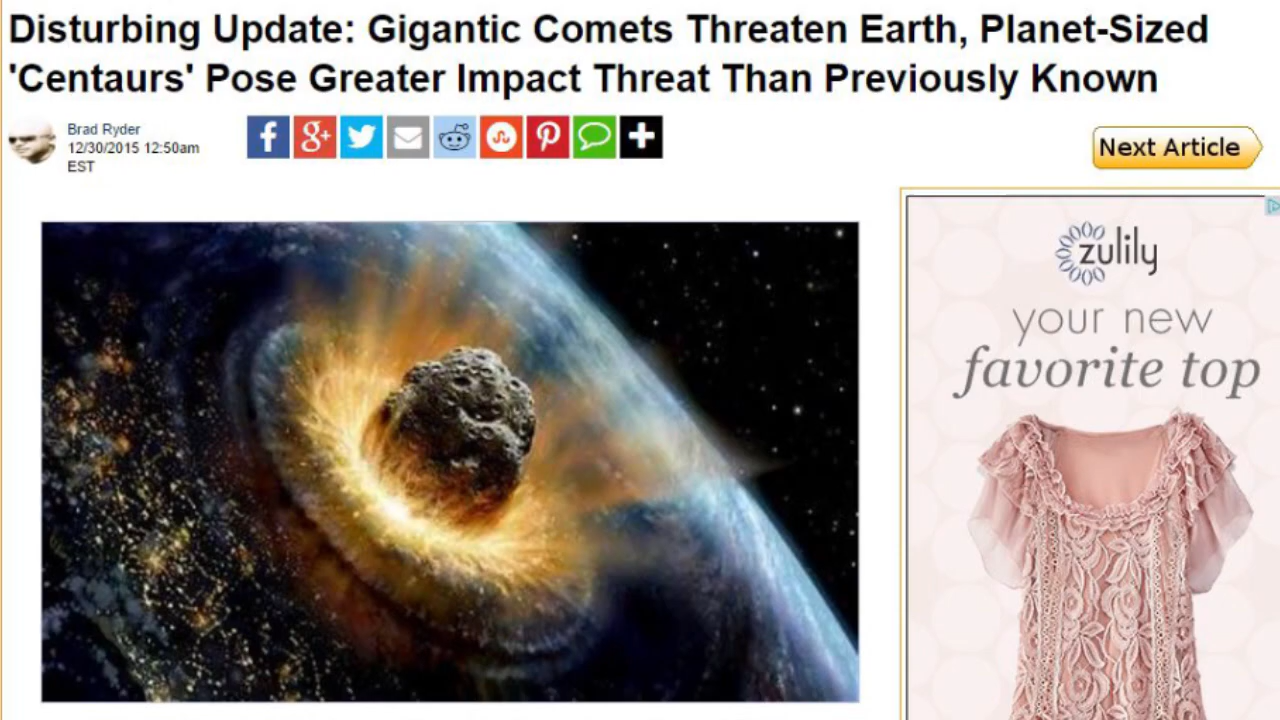 Disturbing Update: Gigantic Comets Threaten Earth, Planet-Sized
'Centaurs' Pose Greater Impact Threat Than Previously Known
Brad Ryder
12/30/2015 12:50am
EST
Next Article
zulily
your new
favorite top